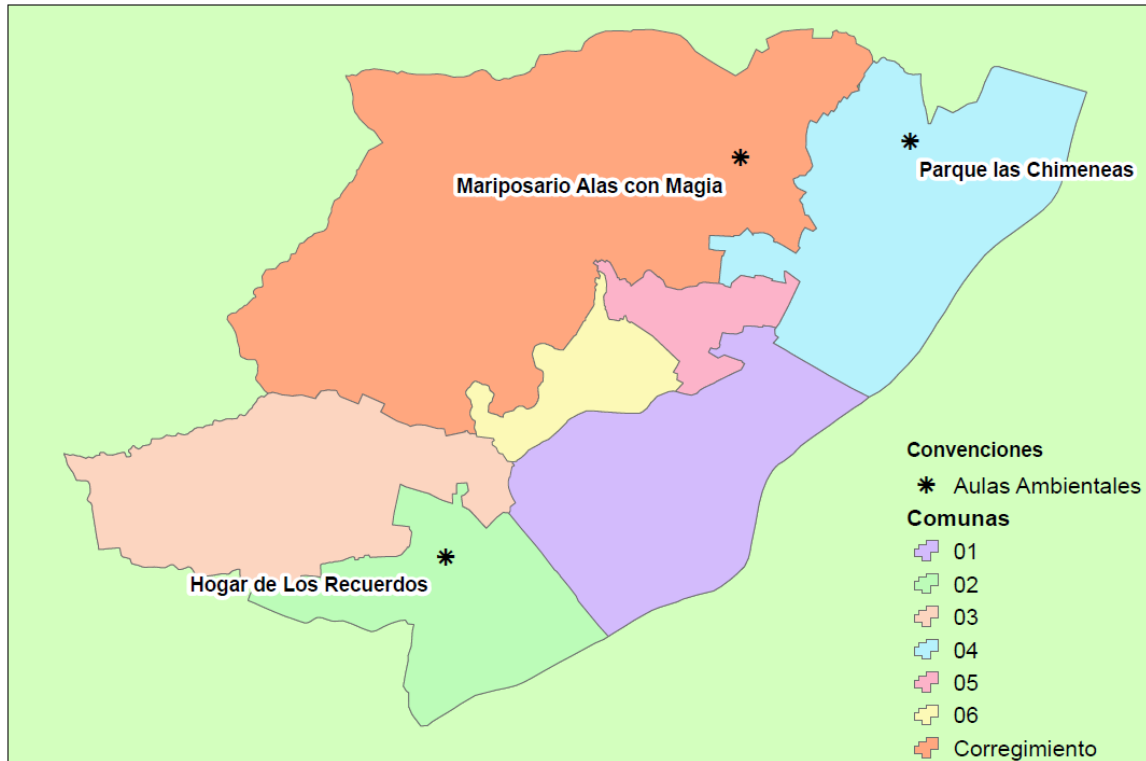 Mariposario Alas con Magia
Parque las Chimeneas
Hogar de Los Recuerdos
Convenciones
Aulas Ambientales
Comunas
01
02
03
04
05
06
Corregimiento